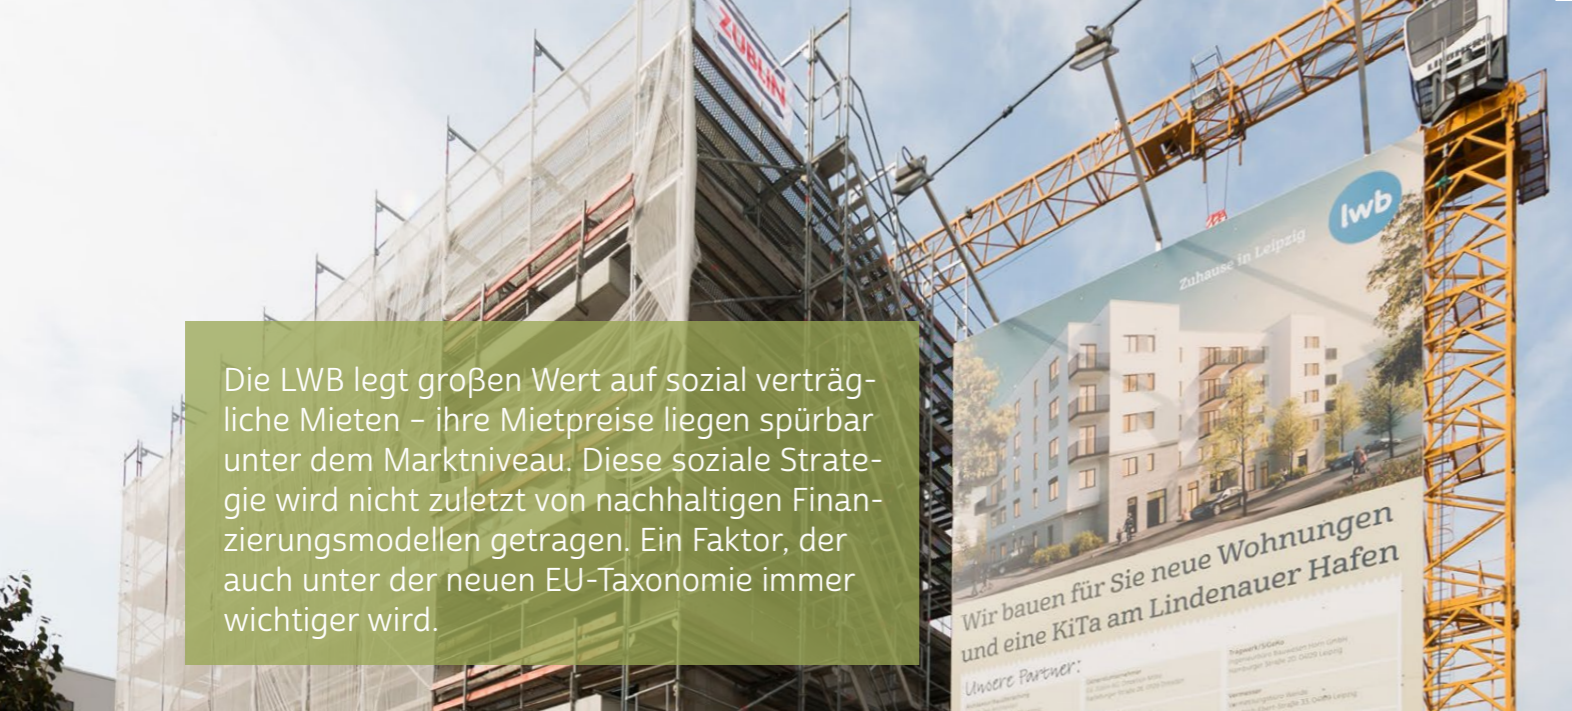 ZÜBLIN
LIEBHERR
lwb
Zuhause in Leipzig
Die LWB legt großen Wert auf sozial verträg-
liche Mieten – ihre Mietpreise liegen spürbar
unter dem Marktniveau. Diese soziale Strate-
gie wird nicht zuletzt von nachhaltigen Finan-
zierungsmodellen getragen. Ein Faktor, der
auch unter der neuen EU-Taxonomie immer
wichtiger wird.
Wir bauen für Sie neue Wohnungen
und eine KiTa am Lindenauer Hafen
Unsere Partner: